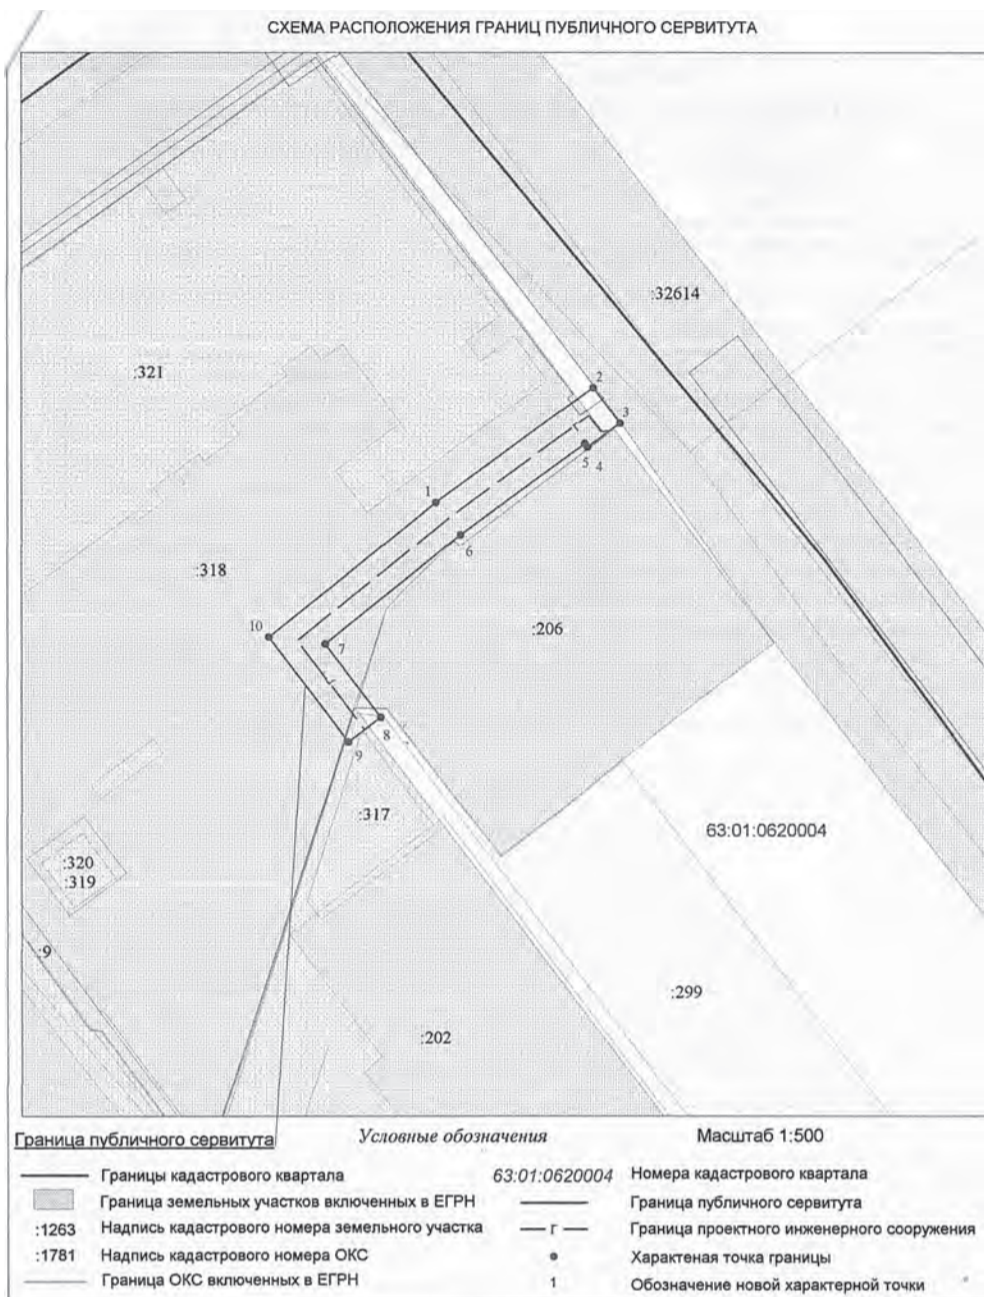 СХЕМА РАСПОЛОЖЕНИЯ ГРАНИЦ ПУБЛИЧНОГО СЕРВИТУТА
:32614
:321
2
3
1
5 4
6
:318
10
:206
7
8
9
:317
63:01:0620004
:320
:319
:9
:299
:202
Граница публичного сервитута
Условные обозначения
Масштаб 1:500
Границы кадастрового квартала
63:01:0620004 Номера кадастрового квартала
Граница земельных участков включенных в ЕГРН
Граница публичного сервитута
:1263 Надпись кадастрового номера земельного участка
г Граница проектного инженерного сооружения
:1781 Надпись кадастрового номера ОКС
Характеная точка границы
Граница ОКС включенных в ЕГРН
1 Обозначение новой характерной точки